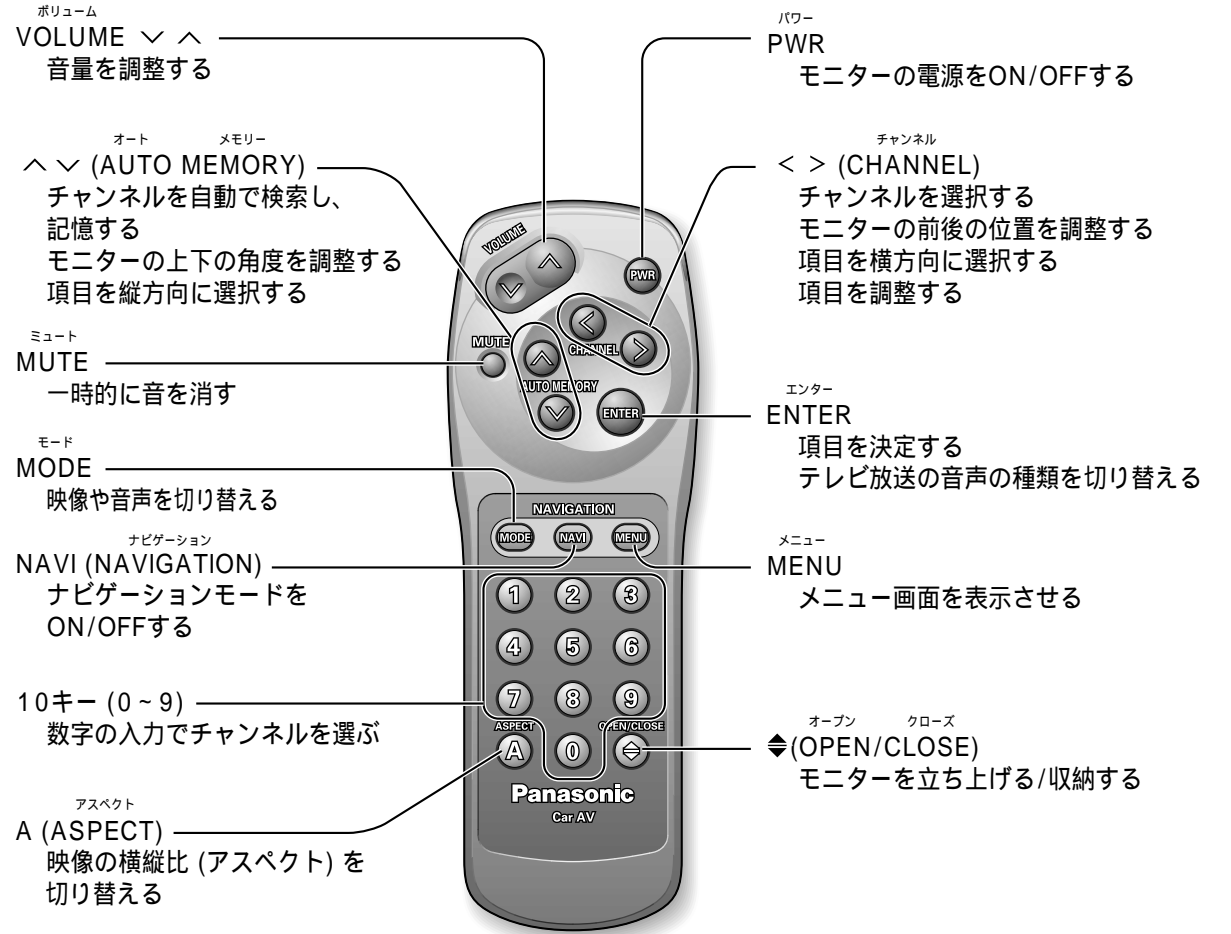 ボリューム
VOLUME ∨ ∧
音量を調整する
オート メモリー
∧ ∨ (AUTO MEMORY)
チャンネルを自動で検索し、
記憶する
モニターの上下の角度を調整する
項目を縦方向に選択する
ミュート
MUTE
一時的に音を消す
モード
MODE
映像や音声を切り替える
ナビゲーション
NAVI (NAVIGATION)
ナビゲーションモードを
ON/OFFする
10キー (0~9)
数字の入力でチャンネルを選ぶ
アスペクト
A (ASPECT)
映像の横縦比 (アスペクト) を
切り替える
VOLUME
PWR
MUTE
CHANNEL
AUTO MEMORY
ENTER
NAVIGATION
MODE NAVI MENU
1 2 3
4 5 6
7 8 9
ASPECT OPEN/CLOSE
A 0
Panasonic
Car AV
パワー
PWR
モニターの電源をON/OFFする
チャンネル
< > (CHANNEL)
チャンネルを選択する
モニターの前後の位置を調整する
項目を横方向に選択する
項目を調整する
エンター
ENTER
項目を決定する
テレビ放送の音声の種類を切り替える
メニュー
MENU
メニュー画面を表示させる
オープン クローズ
(OPEN/CLOSE)
モニターを立ち上げる/収納する